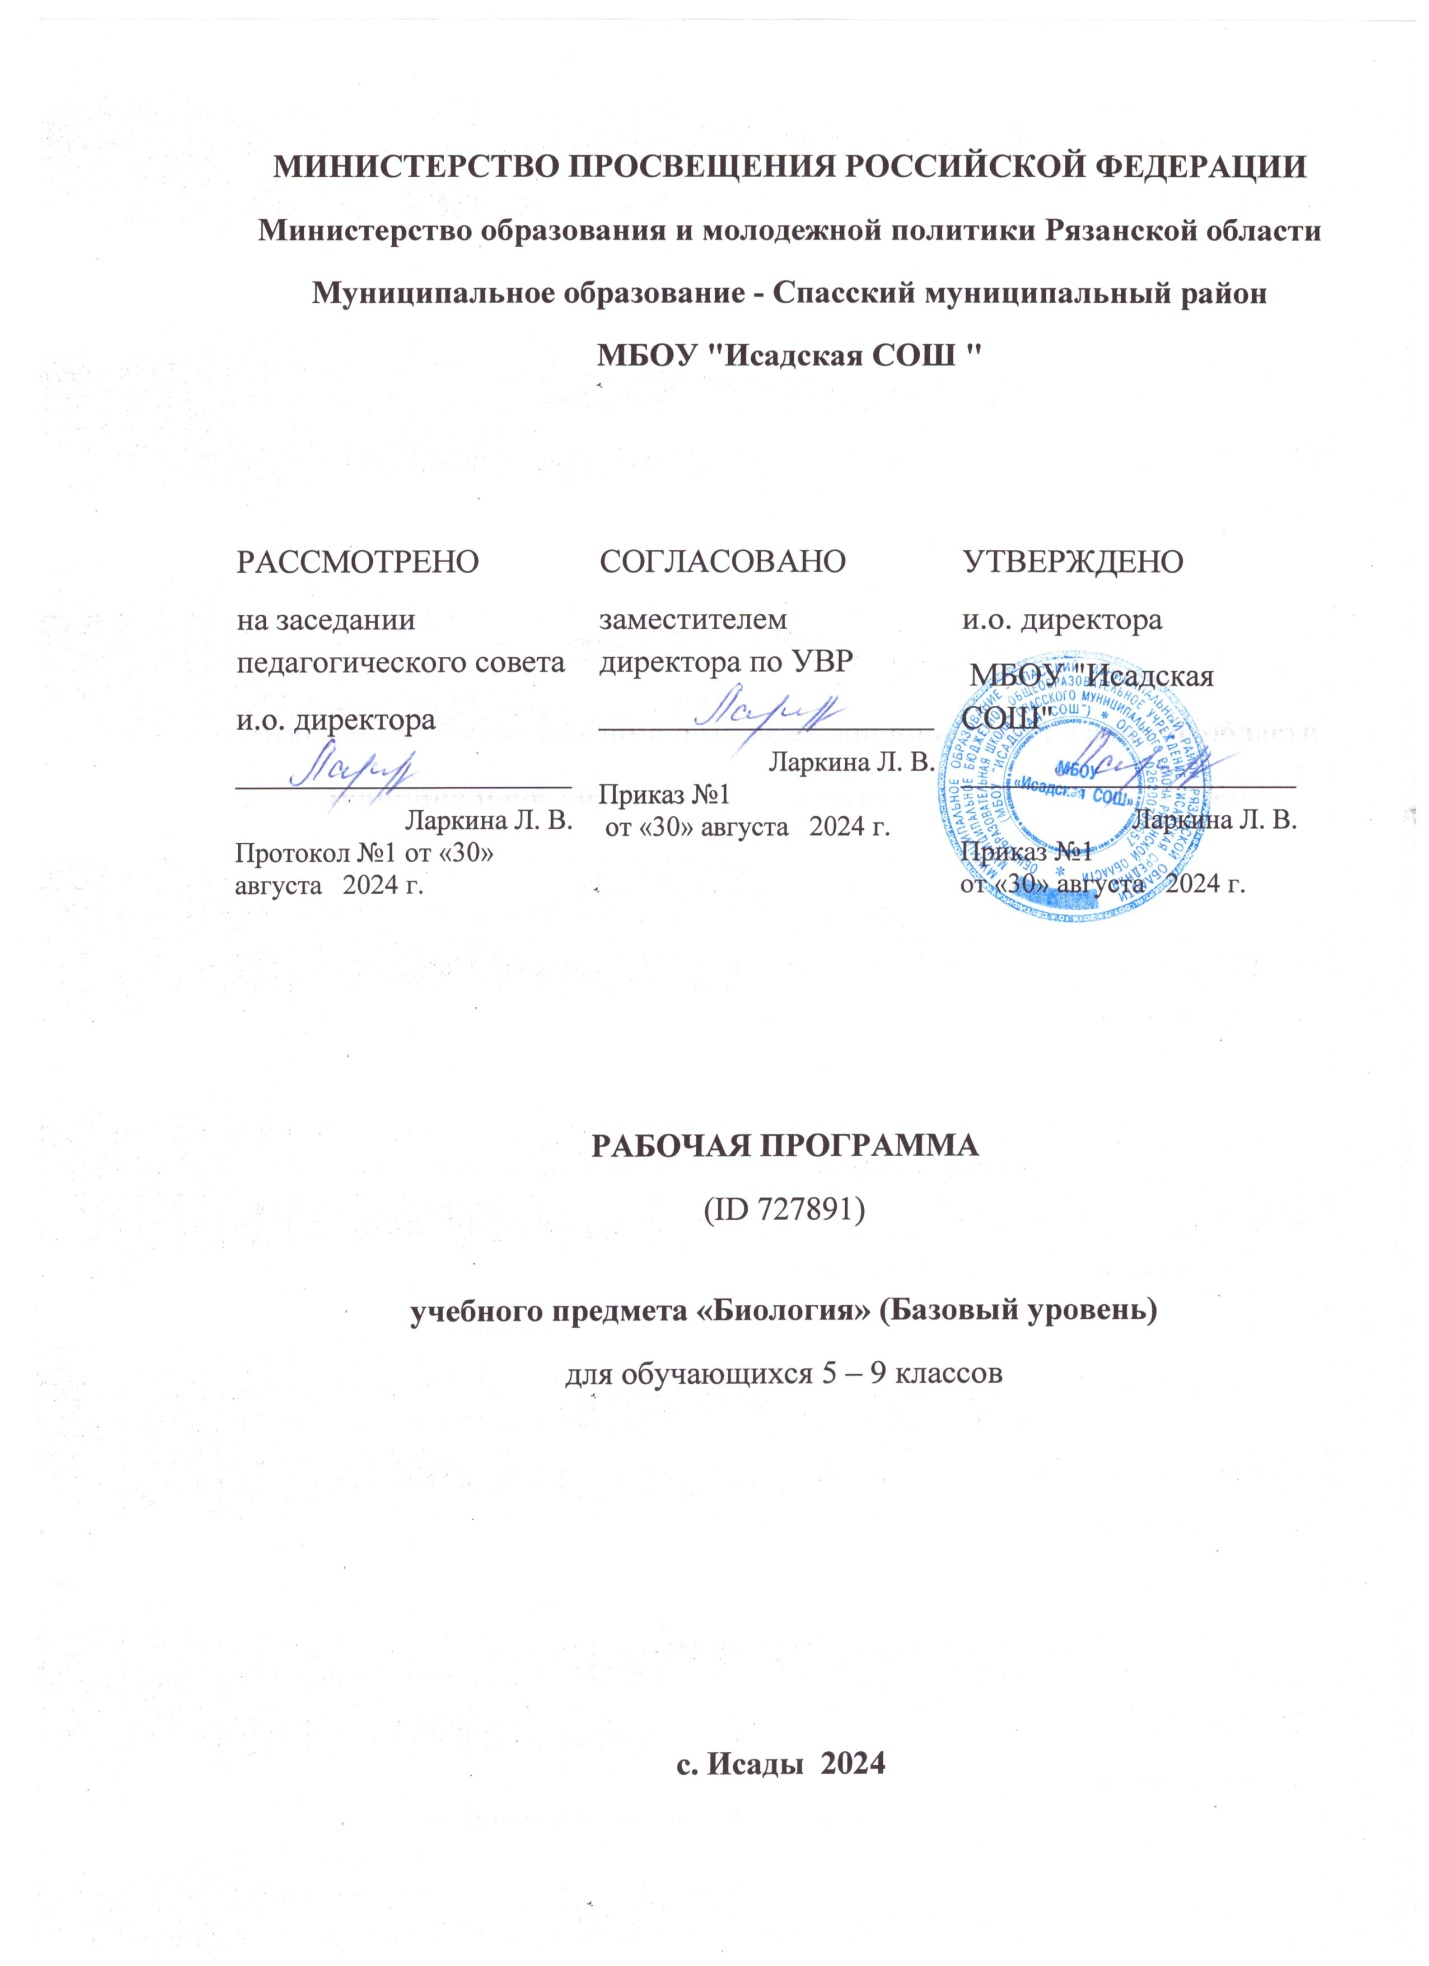 МИНИСТЕРСТВО ПРОСВЕЩЕНИЯ РОССИЙСКОЙ ФЕДЕРАЦИИ
Министерство образования и молодежной политики Рязанской области
Муниципальное образование - Спасский муниципальный район
МБОУ "Исадская СОШ "
РАССМОТРЕНО
на заседании
педагогического совета
и.о. директора
Ларкина Л. В.
Протокол №1 от «30»
августа 2024 г.
СОГЛАСОВАНО
заместителем
директора по УВР
Ларкина Л. В.
Приказ №1
от «30» августа 2024 г.
УТВЕРЖДЕНО
и.о. директора
МБОУ "Исадская
СОШ"
Ларкина Л. В.
Приказ №1
от «30» августа 2024 г.
МБОУ
«Исадская СОШ»
РАБОЧАЯ ПРОГРАММА
(ID 727891)
учебного предмета «Биология» (Базовый уровень)
для обучающихся 5 – 9 классов
с. Исады 2024